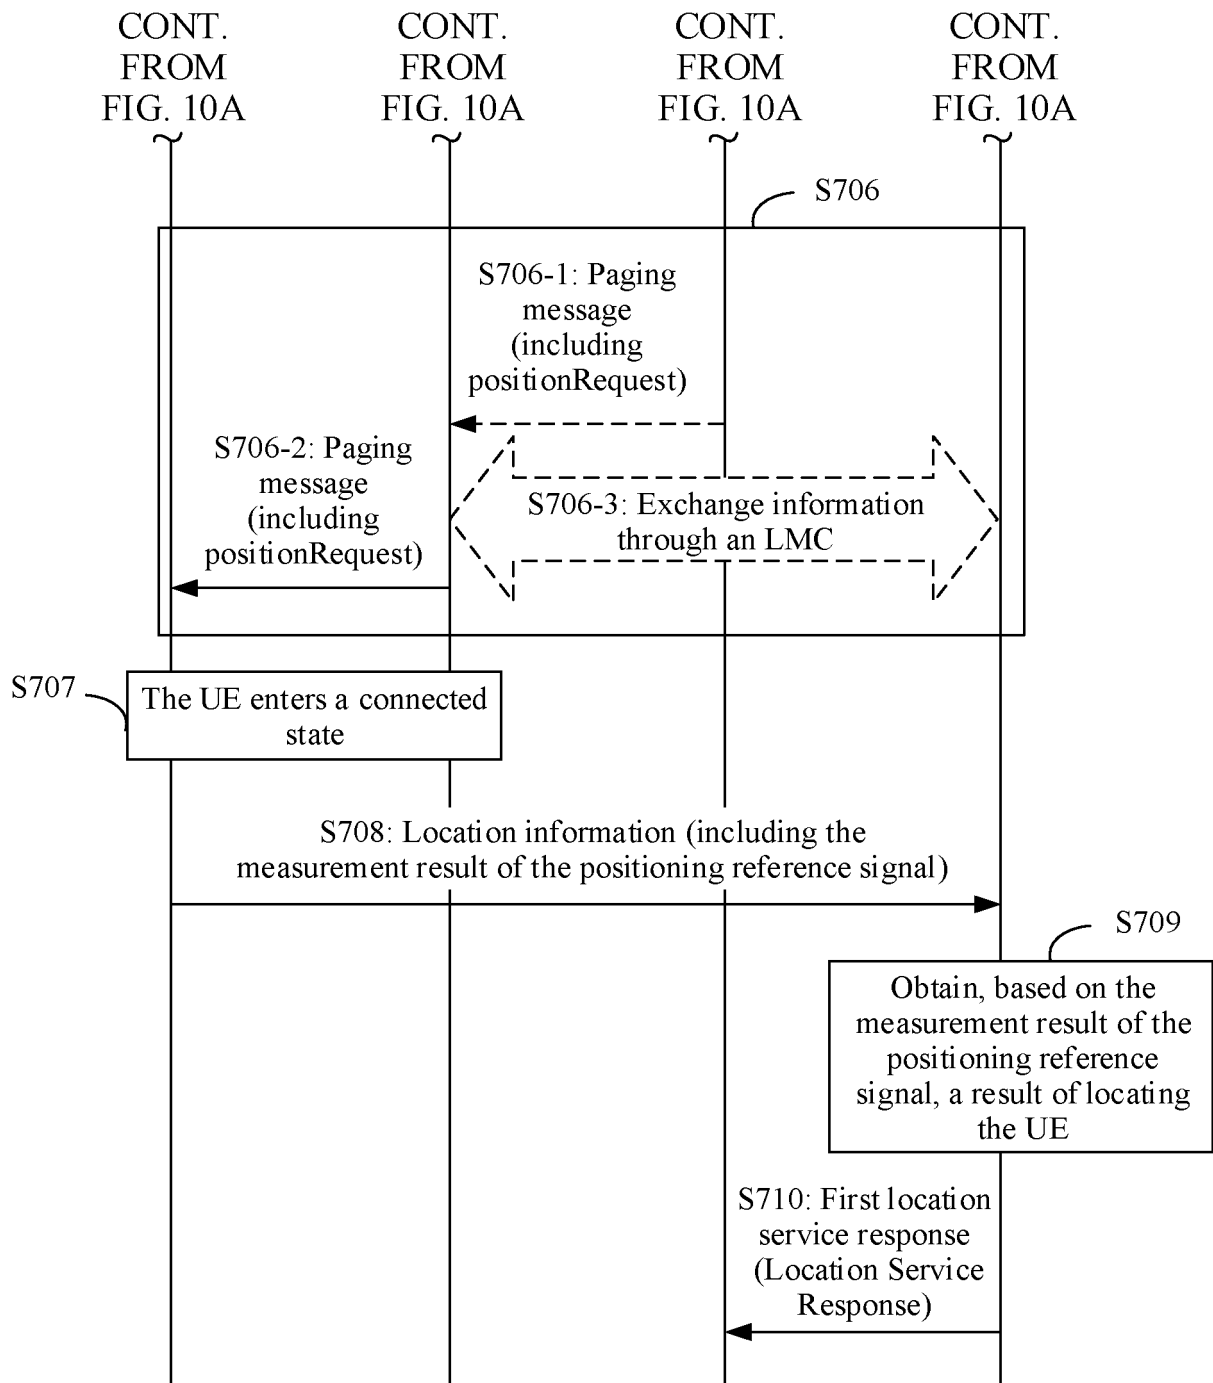 CONT.
FROM
FIG. 10A
CONT.
FROM
FIG. 10A
CONT.
FROM
FIG. 10A
CONT.
FROM
FIG. 10A
S706
S706-1: Paging
message
(including
positionRequest)
S706-2: Paging
message
(including
positionRequest)
S706-3: Exchange information
through an LMC
S707
The UE enters a connected
state
S708: Location information (including the
measurement result of the positioning reference signal)
S709
Obtain, based on the
measurement result of the
positioning reference
signal, a result of locating
the UE
S710: First location
service response
(Location Service
Response)